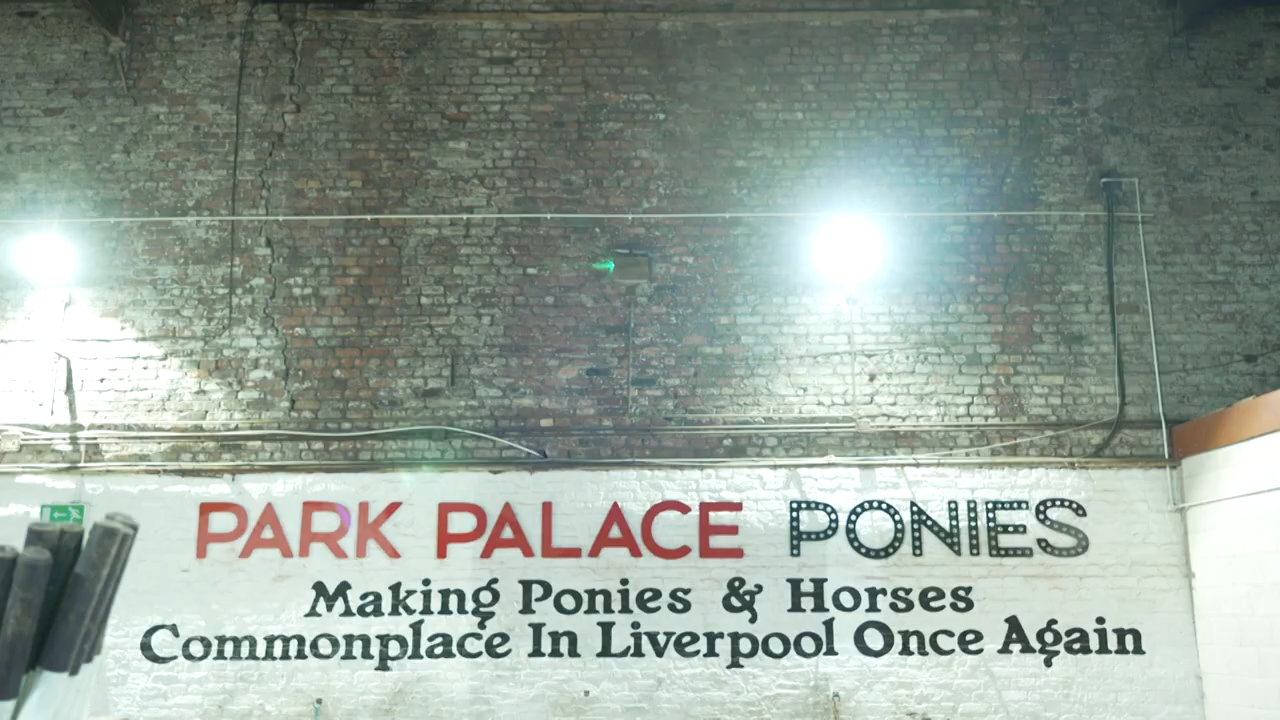 PARK PALACE PONIES
Making Ponies & Horses
Commonplace In Liverpool Once Again